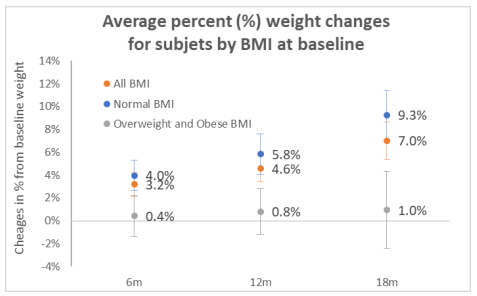 Average percent (%) weight changes
for subjets by BMI at baseline
Cheages in % from baseline weight
14%
12%
10%
8%
6%
4%
2%
0%
-2%
-4%
All BMI
Normal BMI
Overweight and Obese BMI
4.0%
3.2%
0.4%
5.8%
4.6%
0.8%
9.3%
7.0%
1.0%
6m
12m
18m